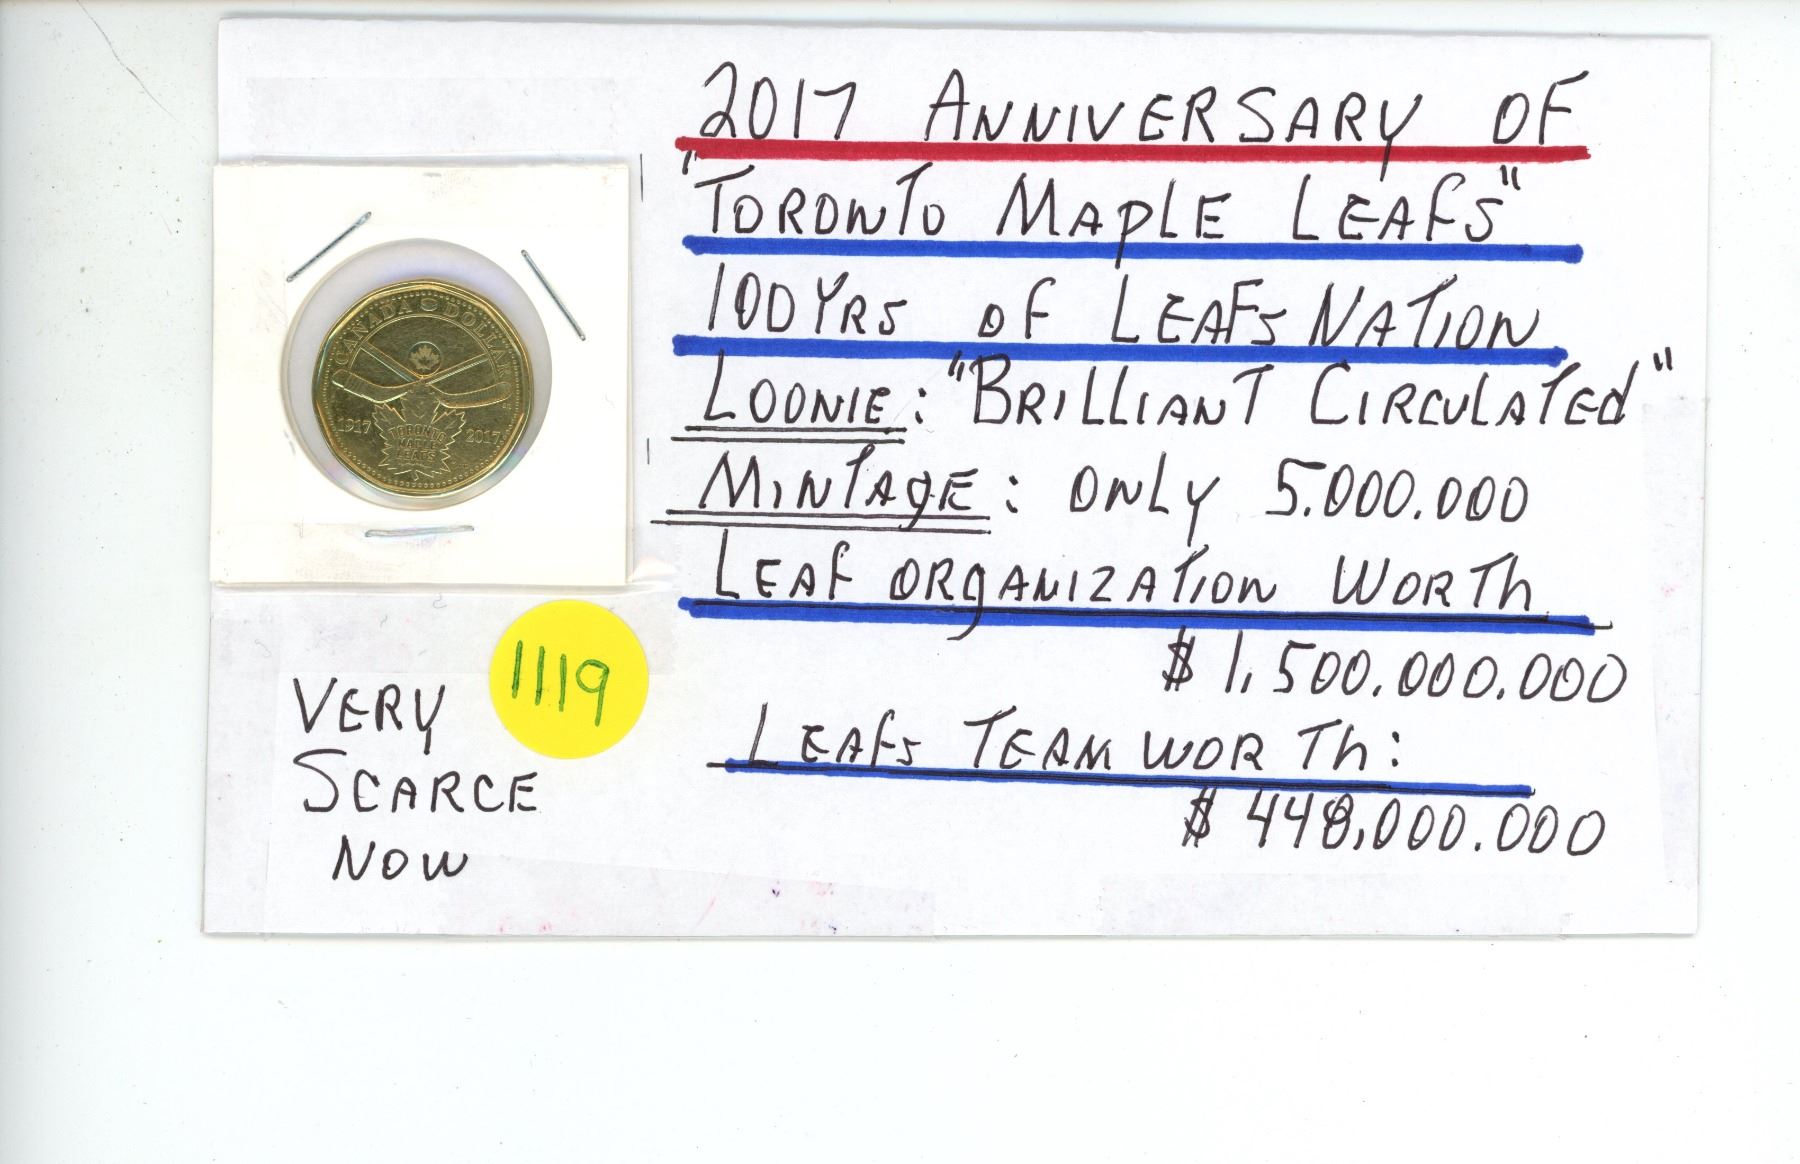 2017 ANNIVERSARY OF
"TORONTO MAPLE LEAFS"
100 YRS OF LEAFS NATION
LOONIE: "BRILLIANT CIRCULATED"
MINTAGE: ONLY 5.000.000
LEAF ORGANIZATION WORTH
$ 1,500.000.000
LEAFS TEAM WORTH:
$ 448,000.000
CANADA DOLLAR
1917 2017
TORONTO
MAPLE
LEAFS
1119
VERY
SCARCE
NOW